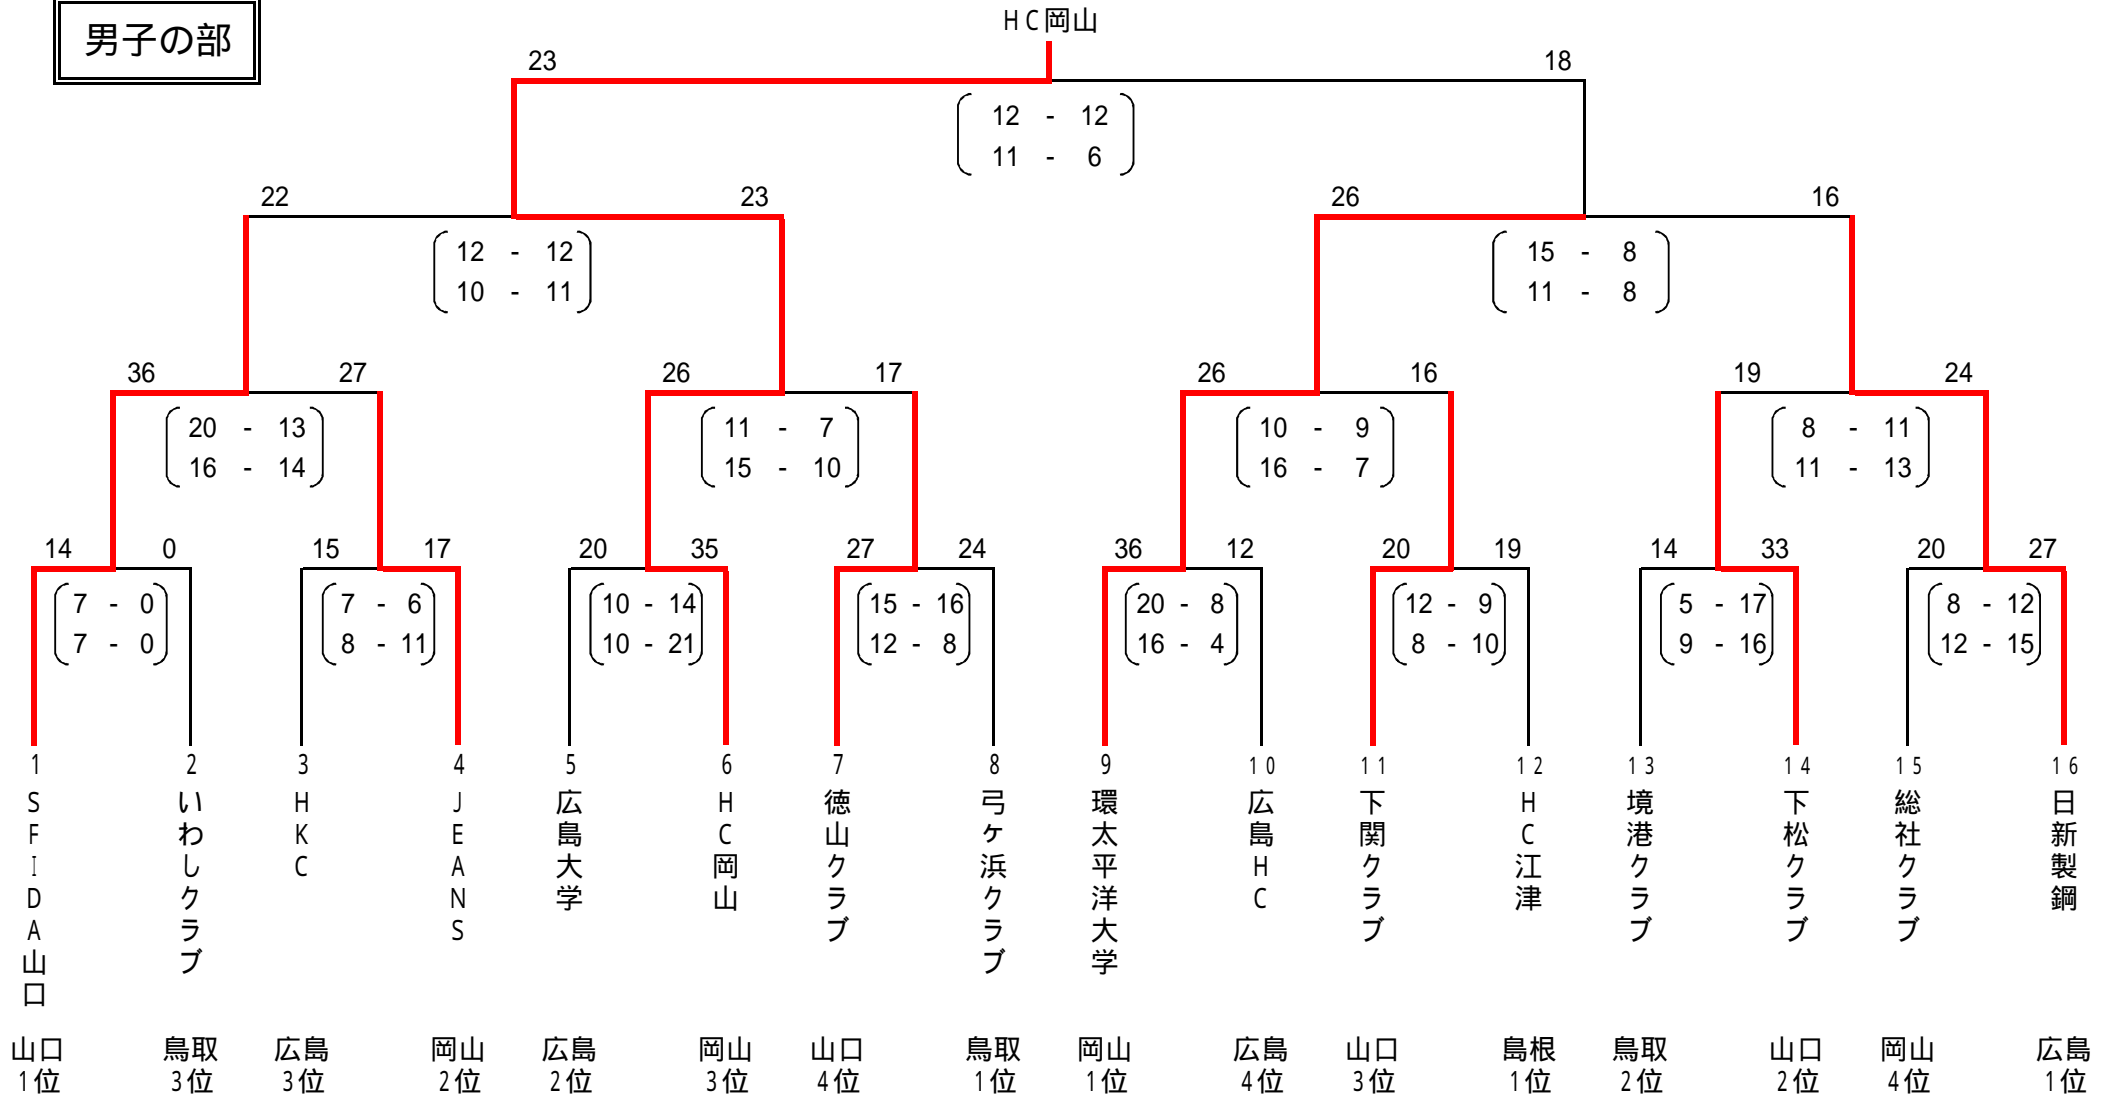 男子の部
HC岡山
23 18
12 - 12
11 - 6
22 23 26 16
12 - 12 15 - 8
10 - 11 11 - 8
36 27 26 17 26 16 19 24
20 - 13 11 - 7 10 - 9 8 - 11
16 - 14 15 - 10 16 - 7 11 - 13
14 0 15 17 20 35 27 24 36 12 20 19 14 33 20 27
7 - 0 7 - 6 10 - 14 15 - 16 20 - 8 12 - 9 5 - 17 8 - 12
7 - 0 8 - 11 10 - 21 12 - 8 16 - 4 8 - 10 9 - 16 12 - 15
1 2 3 4 5 6 7 8 9 10 11 12 13 14 15 16
SFIDA山口
いわしクラブ
HKC
JEANS
広島大学
HC岡山
徳山クラブ
弓ケ浜クラブ
環太平洋大学
広島HC
下関クラブ
HC江津
境港クラブ
下松クラブ
総社クラブ
日新製鋼
山口 鳥取 広島 岡山 広島 岡山 山口 鳥取 岡山 広島 山口 島根 鳥取 山口 岡山 広島
1位 3位 3位 2位 2位 3位 4位 1位 1位 4位 3位 1位 2位 2位 4位 1位